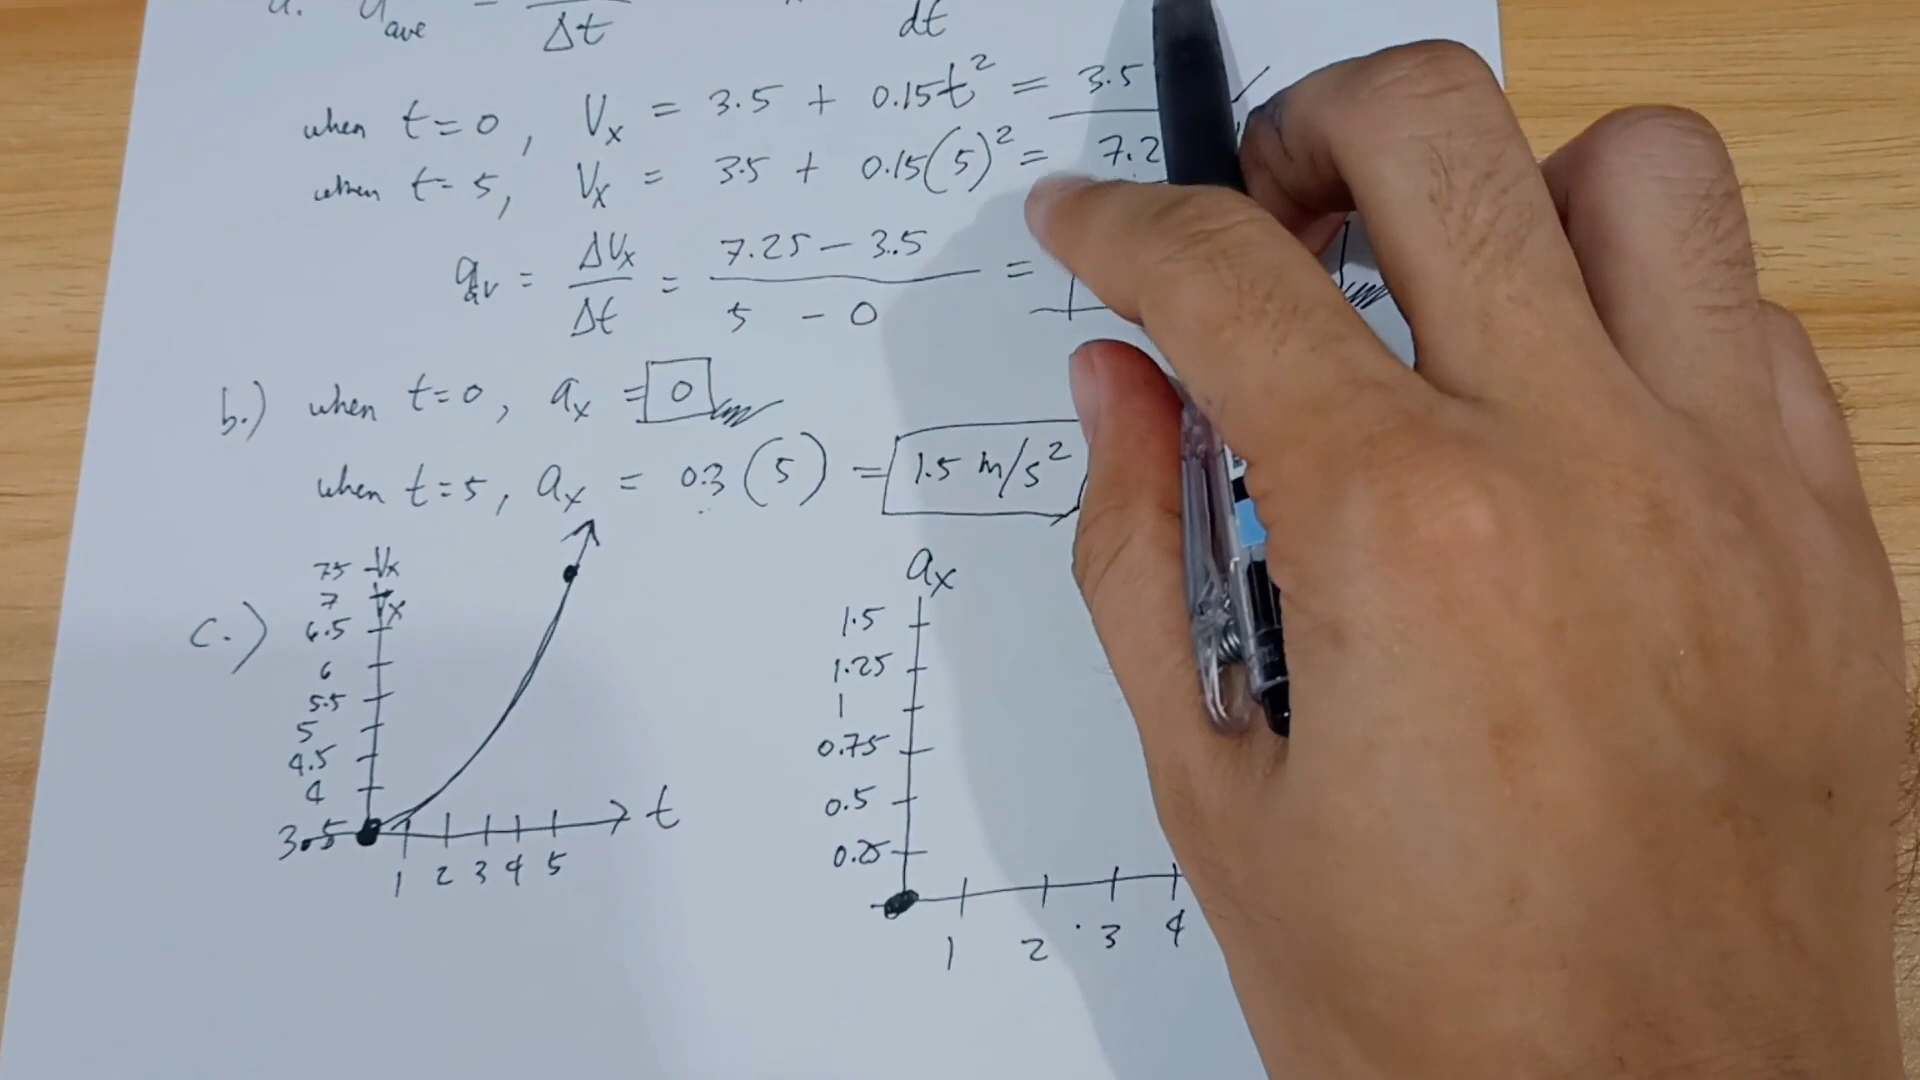 a. a ave = Δt dt
when t=0, Vx = 3.5 + 0.15t² = 3.5
when t=5, Vx = 3.5 + 0.15(5)² = 7.2
aav = ΔVx/Δt = 7.25 − 3.5 / 5 − 0 =
b.) when t=0, ax = 0
when t=5, ax = 0.3 (5) = 1.5 m/s²
c.)
7.5 Vx
7 Vx
6.5
6
5.5
5
4.5
4
3.5
t
1 2 3 4 5
ax
1.5
1.25
1
0.75
0.5
0.25
1 2 3 4